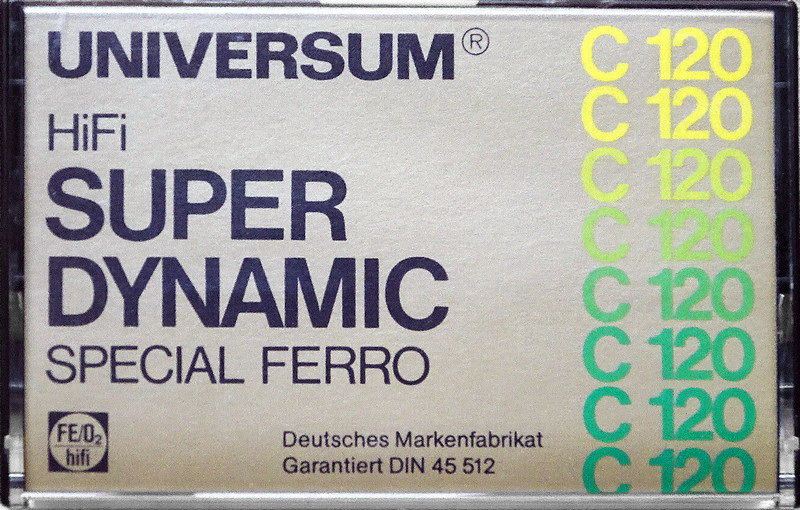 UNIVERSUM®
HiFi
SUPER
DYNAMIC
SPECIAL FERRO
FE/O₂
hifi
Deutsches Markenfabrikat
Garantiert DIN 45 512
C 120
C 120
C 120
C 120
C 120
C 120
C 120
C 120